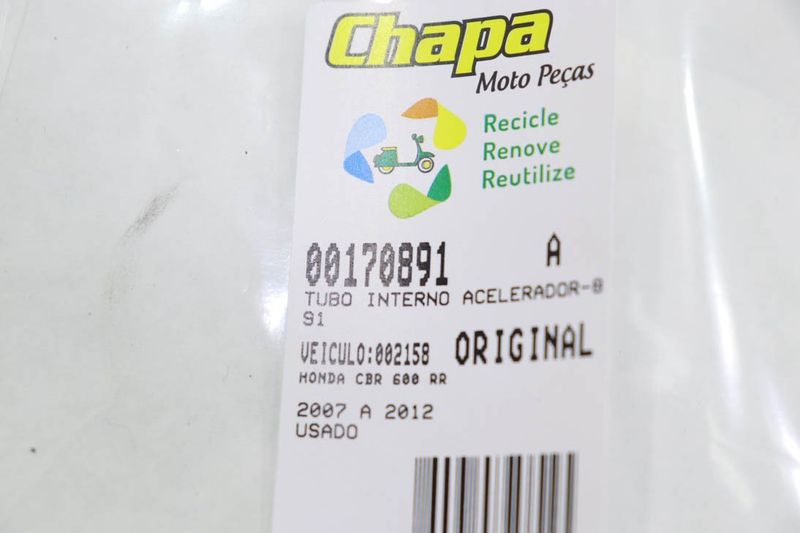 Chapa
Moto Peças
Recicle
Renove
Reutilize
00170891 A
TUBO INTERNO ACELERADOR-8
91
VEICULO:002158 ORIGINAL
HONDA CBR 600 RR
2007 A 2012
USADO